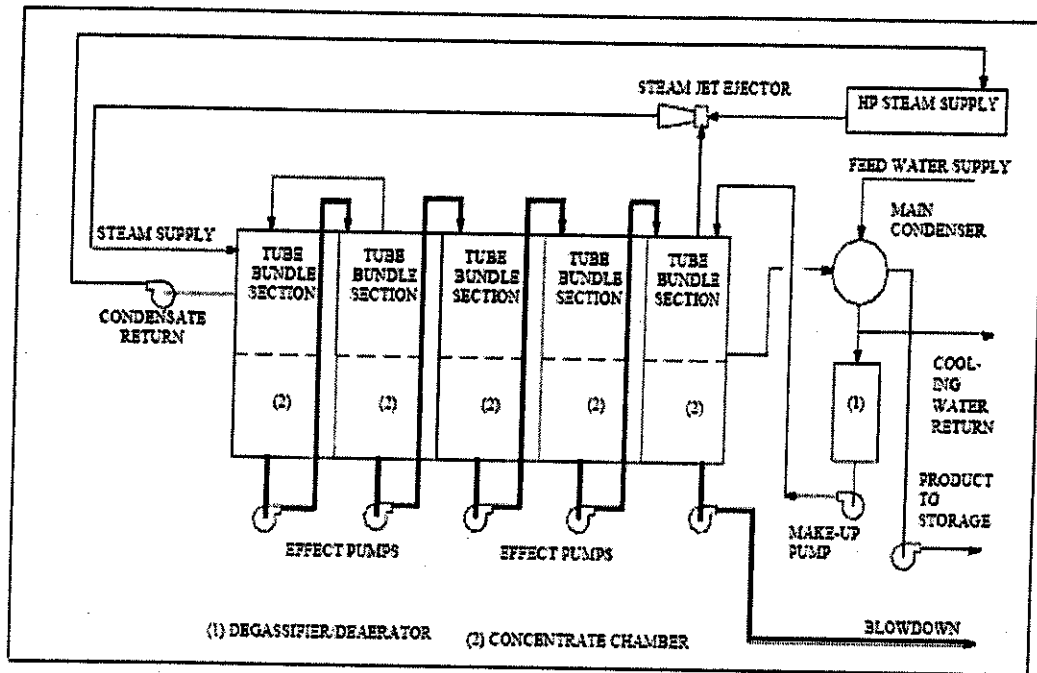 STEAM JET EJECTOR
HP STEAM SUPPLY
FEED WATER SUPPLY
MAIN
CONDENSER
STEAM SUPPLY
TUBE
BUNDLE
SECTION
TUBE
BUNDLE
SECTION
TUBE
BUNDLE
SECTION
TUBE
BUNDLE
SECTION
TUBE
BUNDLE
SECTION
CONDENSATE
RETURN
(2)
(2)
(2)
(2)
(2)
(1)
COOL-
ING
WATER
RETURN
PRODUCT
TO
STORAGE
MAKE-UP
PUMP
EFFECT PUMPS
EFFECT PUMPS
(1) DEGASSIFIER/DEAERATOR
(2) CONCENTRATE CHAMBER
BLOWDOWN